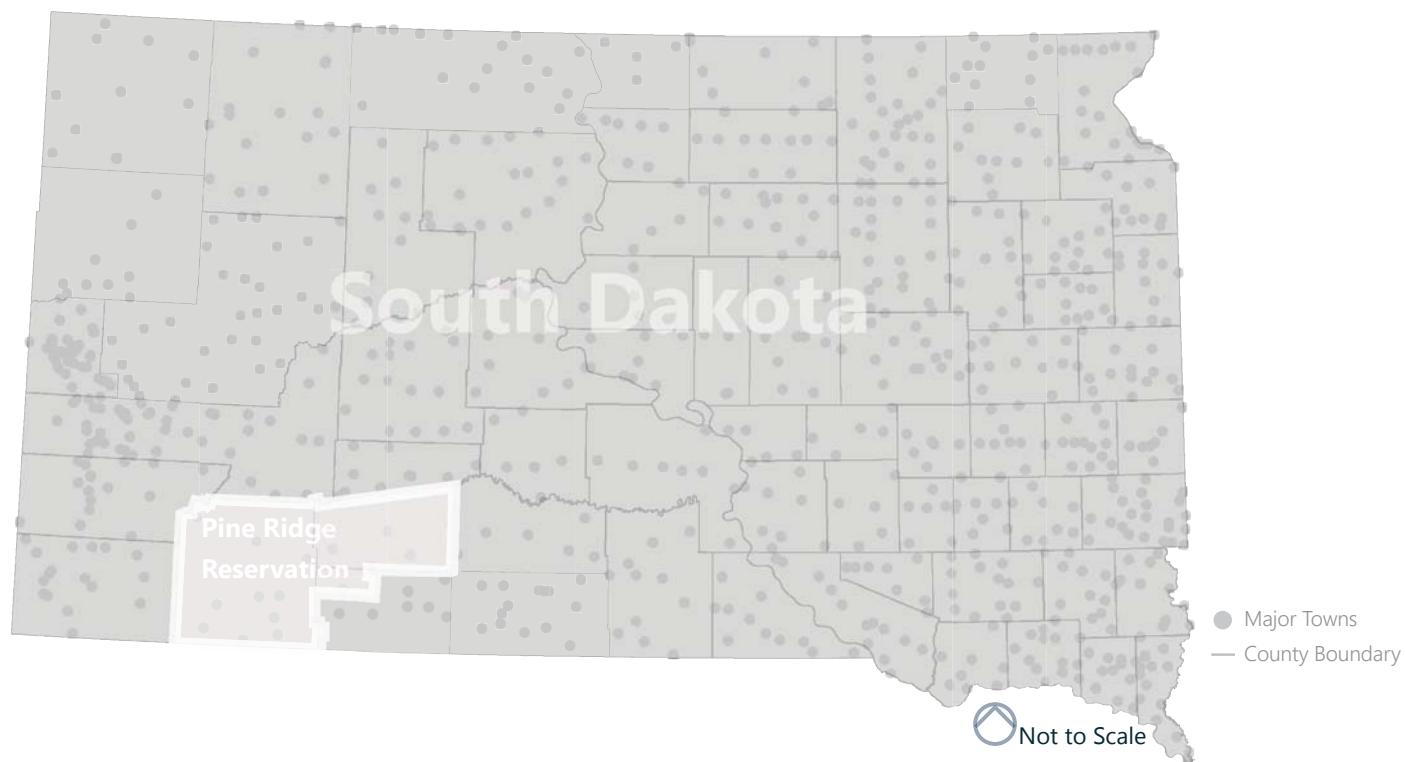 South Dakota
Pine Ridge
Reservation
Major Towns
County Boundary
Not to Scale